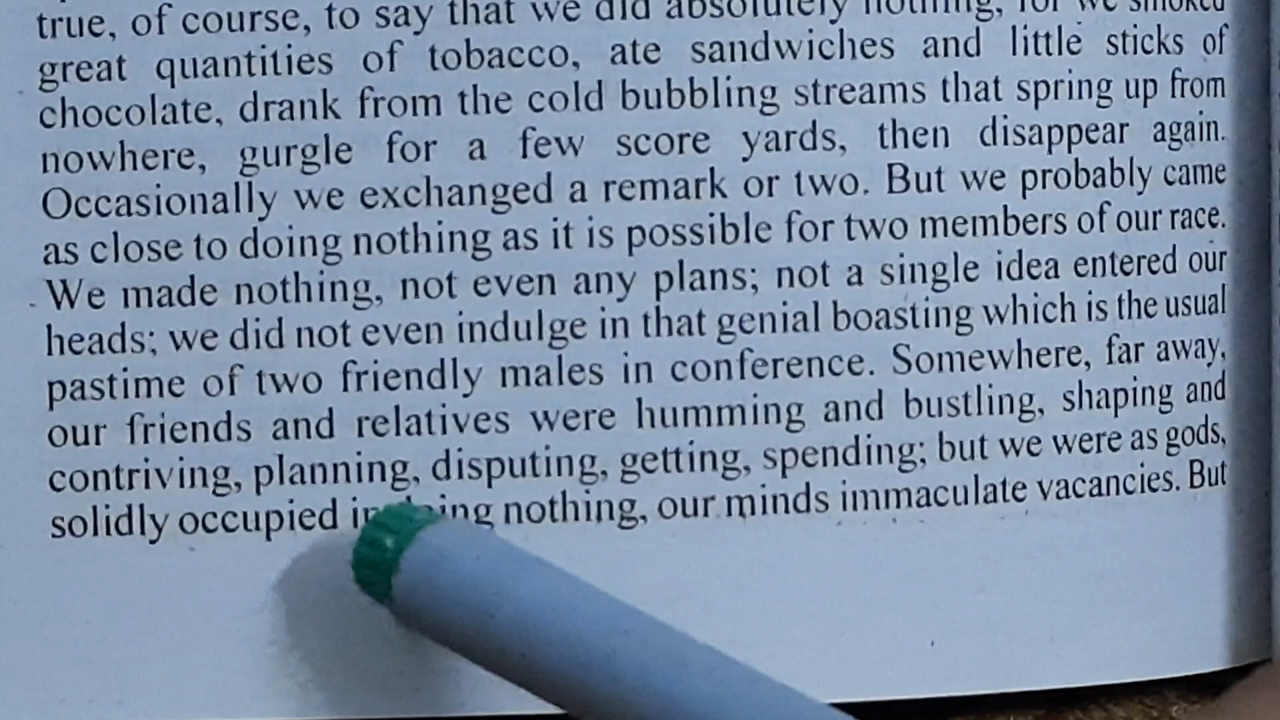 true, of course, to say that we did absolutely nothing, for we smoked
great quantities of tobacco, ate sandwiches and little sticks of
chocolate, drank from the cold bubbling streams that spring up from
nowhere, gurgle for a few score yards, then disappear again.
Occasionally we exchanged a remark or two. But we probably came
as close to doing nothing as it is possible for two members of our race.
We made nothing, not even any plans; not a single idea entered our
heads; we did not even indulge in that genial boasting which is the usual
pastime of two friendly males in conference. Somewhere, far away,
our friends and relatives were humming and bustling, shaping and
contriving, planning, disputing, getting, spending; but we were as gods,
solidly occupied in nothing, our minds immaculate vacancies. But